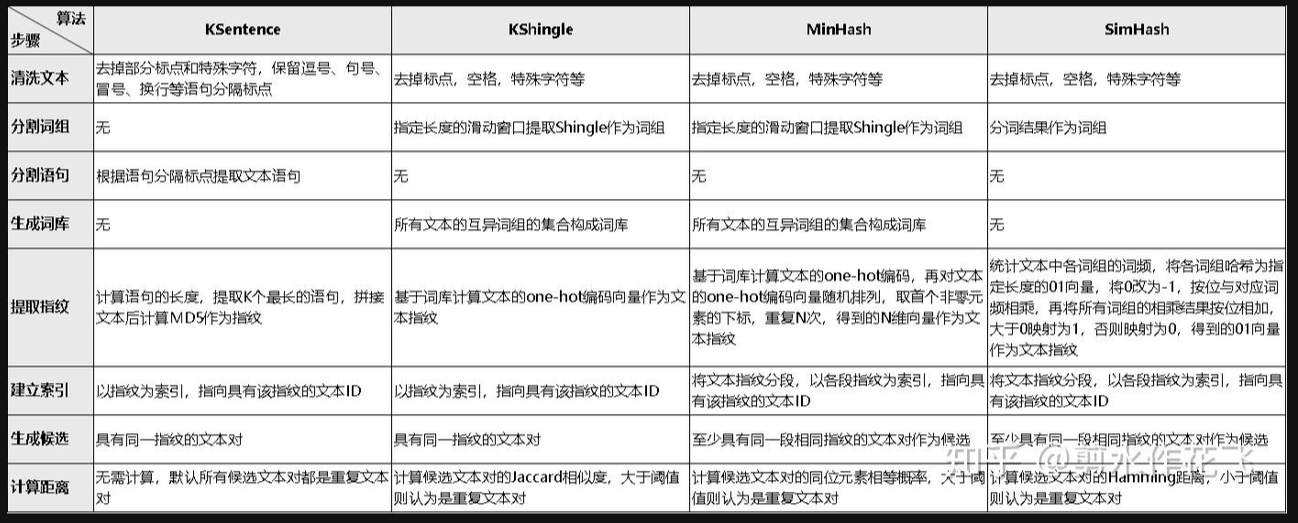 算法
步骤
KSentence
KShingle
MinHash
SimHash
清洗文本
去掉部分标点和特殊字符，保留逗号、句号、
冒号、换行等语句分隔标点
去掉标点，空格，特殊字符等
去掉标点，空格，特殊字符等
去掉标点，空格，特殊字符等
分割词组
无
指定长度的滑动窗口提取Shingle作为词组
指定长度的滑动窗口提取Shingle作为词组
分词结果作为词组
分割语句
根据语句分隔标点提取文本语句
无
无
无
生成词库
无
所有文本的互异词组的集合构成词库
所有文本的互异词组的集合构成词库
无
提取指纹
计算语句的长度，提取K个最长的语句，拼接
文本后计算MD5作为指纹
基于词库计算文本的one-hot编码向量作为文
本指纹
基于词库计算文本的one-hot编码，再对文本
的one-hot编码向量随机排列，取首个非零元
素的下标，重复N次，得到的N维向量作为文
本指纹
统计文本中各词组的词频，将各词组哈希为指
定长度的01向量，将0改为-1，按位与对应词
频相乘，再将所有词组的相乘结果按位相加，
大于0映射为1，否则映射为0，得到的01向量
作为文本指纹
建立索引
以指纹为索引，指向具有该指纹的文本ID
以指纹为索引，指向具有该指纹的文本ID
将文本指纹分段，以各段指纹为索引，指向具
有该指纹的文本ID
将文本指纹分段，以各段指纹为索引，指向具
有该指纹的文本ID
生成候选
具有同一指纹的文本对
具有同一指纹的文本对
至少具有同一段相同指纹的文本对作为候选
至少具有同一段相同指纹的文本对作为候选
计算距离
无需计算，默认所有候选文本对都是重复文本
对
计算候选文本对的Jaccard相似度，大于阈值
则认为是重复文本对
计算候选文本对的同位元素相等概率，大于阈
值则认为是重复文本对
计算候选文本对的Hamming距离，小于阈值
则认为是重复文本对
知乎 @剪水作花飞